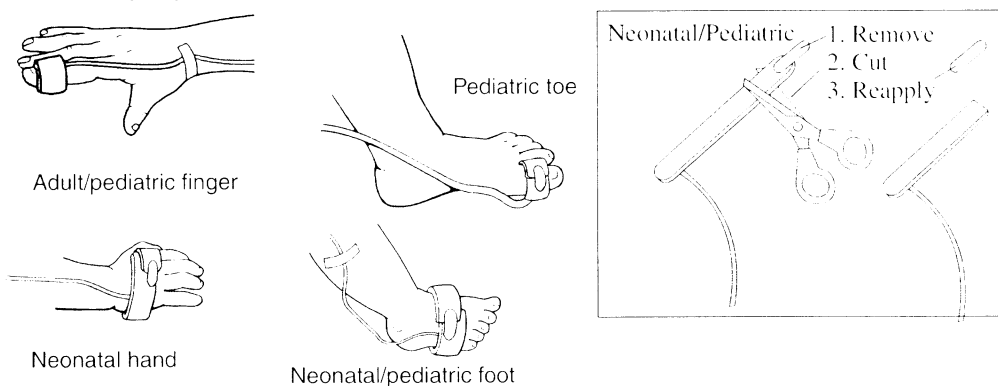 Adult/pediatric finger
Pediatric toe
Neonatal hand
Neonatal/pediatric foot
Neonatal/Pediatric
1. Remove
2. Cut
3. Reapply